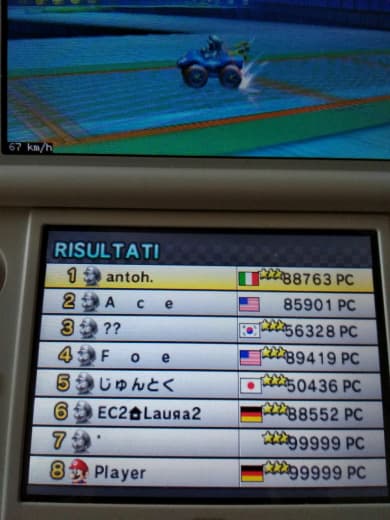 67 km/h
RISULTATI
1 antoh. 88763 PC
2 A c e 85901 PC
3 ?? 56328 PC
4 F o e 89419 PC
5 じゅんとく 50436 PC
6 EC2 Lauяa2 88552 PC
7 ' 99999 PC
8 Player 99999 PC